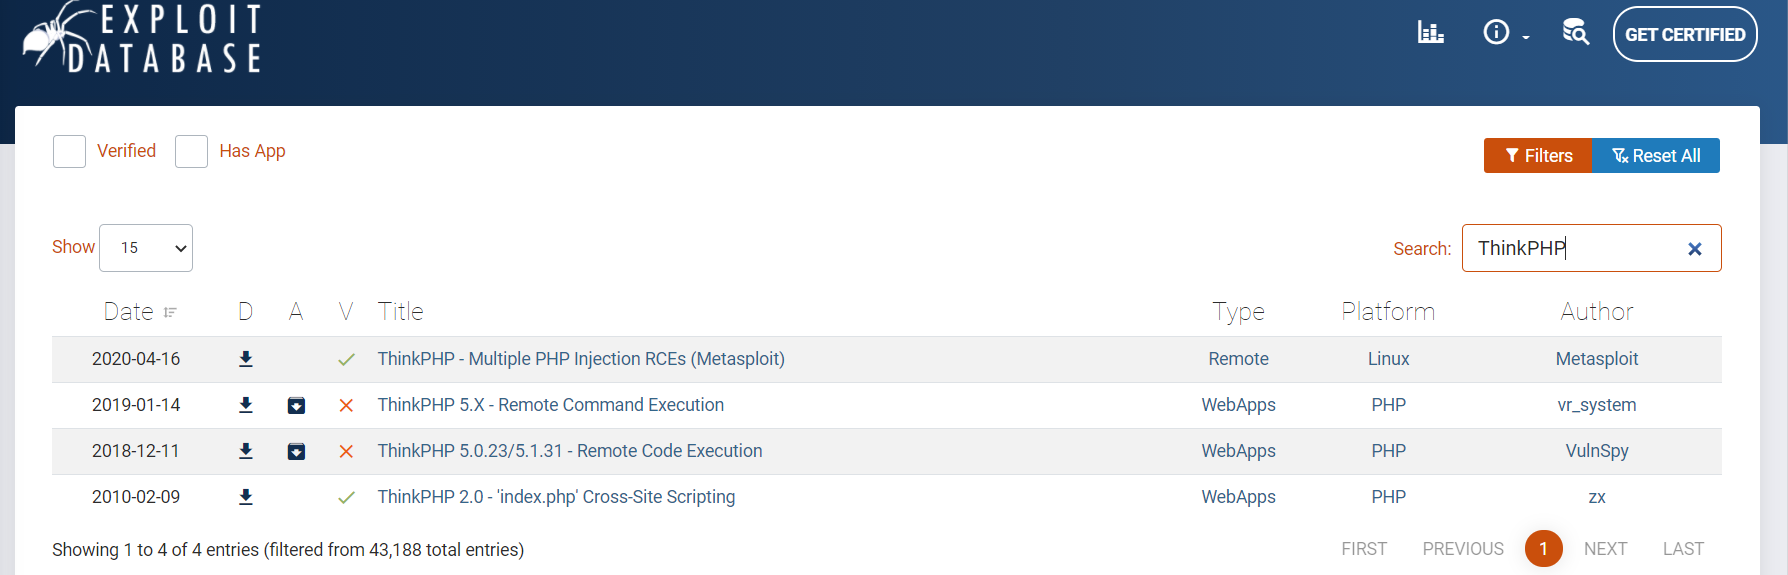 EXPLOIT
DATABASE
GET CERTIFIED
Verified Has App
Filters Reset All
Show 15 Search: ThinkPHP
Date D A V Title Type Platform Author
2020-04-16 ThinkPHP - Multiple PHP Injection RCEs (Metasploit) Remote Linux Metasploit
2019-01-14 ThinkPHP 5.X - Remote Command Execution WebApps PHP vr_system
2018-12-11 ThinkPHP 5.0.23/5.1.31 - Remote Code Execution WebApps PHP VulnSpy
2010-02-09 ThinkPHP 2.0 - 'index.php' Cross-Site Scripting WebApps PHP zx
Showing 1 to 4 of 4 entries (filtered from 43,188 total entries) FIRST PREVIOUS 1 NEXT LAST